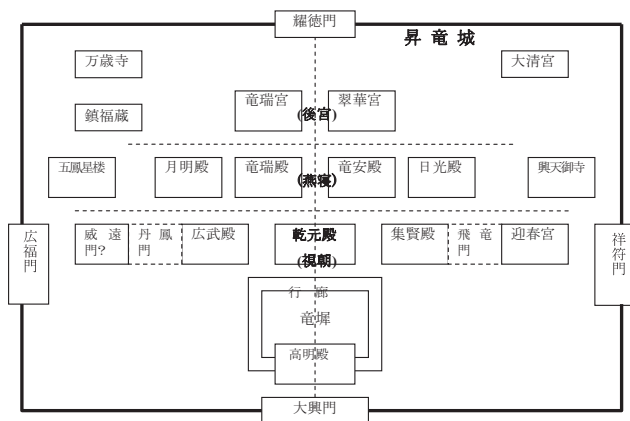 耀徳門
昇竜城
万歳寺
大清宮
鎮福蔵
竜瑞宮
翠華宮
(後宮)
五鳳星楼
月明殿
竜瑞殿
竜安殿
日光殿
興天御寺
(燕寝)
広福門
威遠門?
丹鳳門
広武殿
乾元殿
(視朝)
集賢殿
飛竜門
迎春宮
祥符門
行廊
竜墀
高明殿
大興門